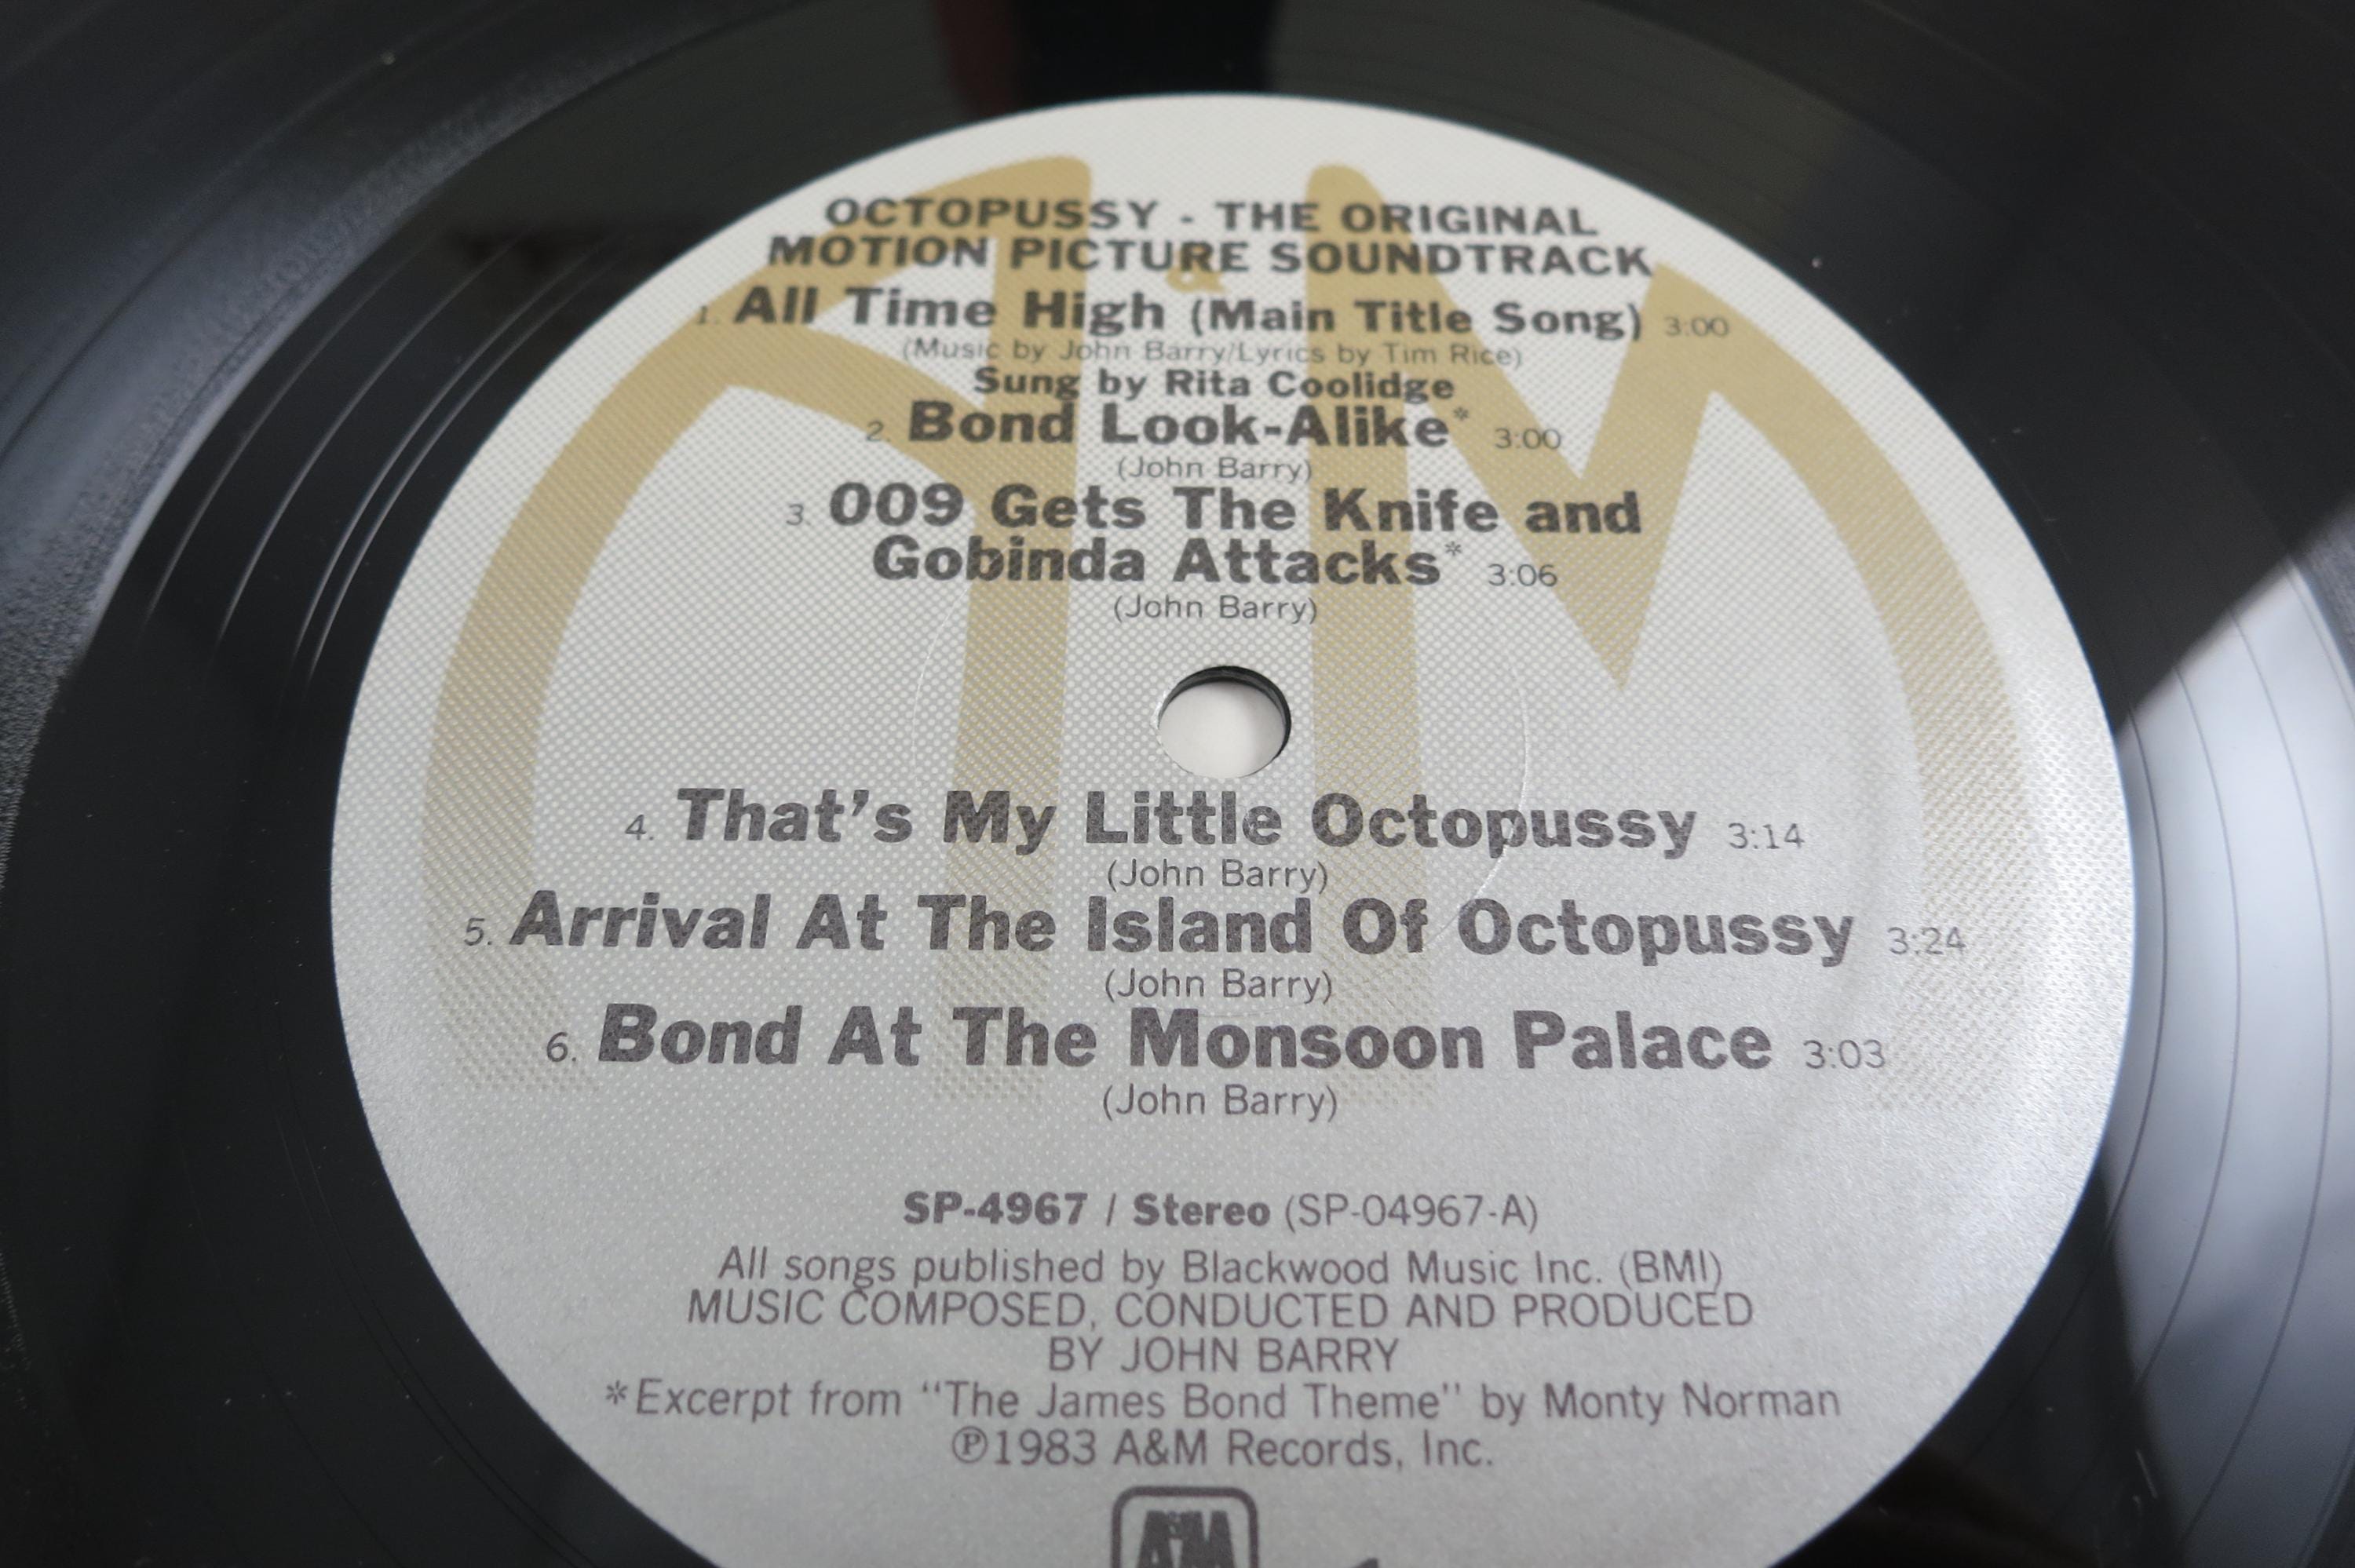 OCTOPUSSY - THE ORIGINAL
MOTION PICTURE SOUNDTRACK
1. All Time High (Main Title Song) 3:00
(Music by John Barry/Lyrics by Tim Rice)
Sung by Rita Coolidge
2. Bond Look-Alike* 3:00
(John Barry)
3. 009 Gets The Knife and
Gobinda Attacks* 3:06
(John Barry)
4. That's My Little Octopussy 3:14
(John Barry)
5. Arrival At The Island Of Octopussy 3:24
(John Barry)
6. Bond At The Monsoon Palace 3:03
(John Barry)
SP-4967 / Stereo (SP-04967-A)
All songs published by Blackwood Music Inc. (BMI)
MUSIC COMPOSED, CONDUCTED AND PRODUCED
BY JOHN BARRY
*Excerpt from "The James Bond Theme" by Monty Norman
℗1983 A&M Records, Inc.
A&M